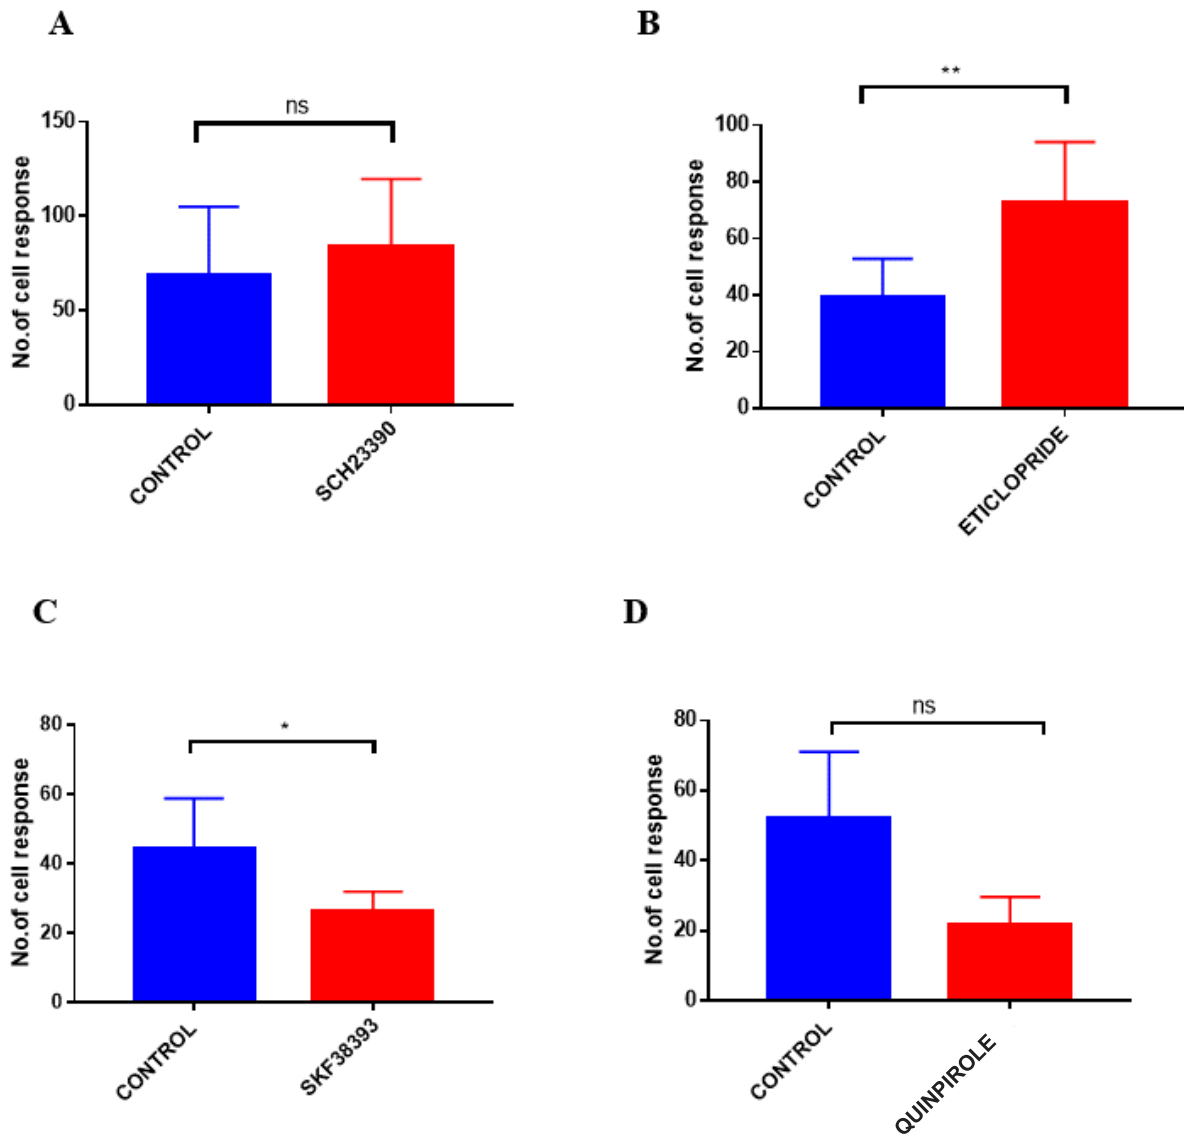 A
ns
150
100
50
0
No.of cell response
CONTROL
SCH23390
B
**
100
80
60
40
20
0
No.of cell response
CONTROL
ETICLOPRIDE
C
*
80
60
40
20
0
No.of cell response
CONTROL
SKF38393
D
ns
80
60
40
20
0
No.of cell response
CONTROL
QUINPIROLE